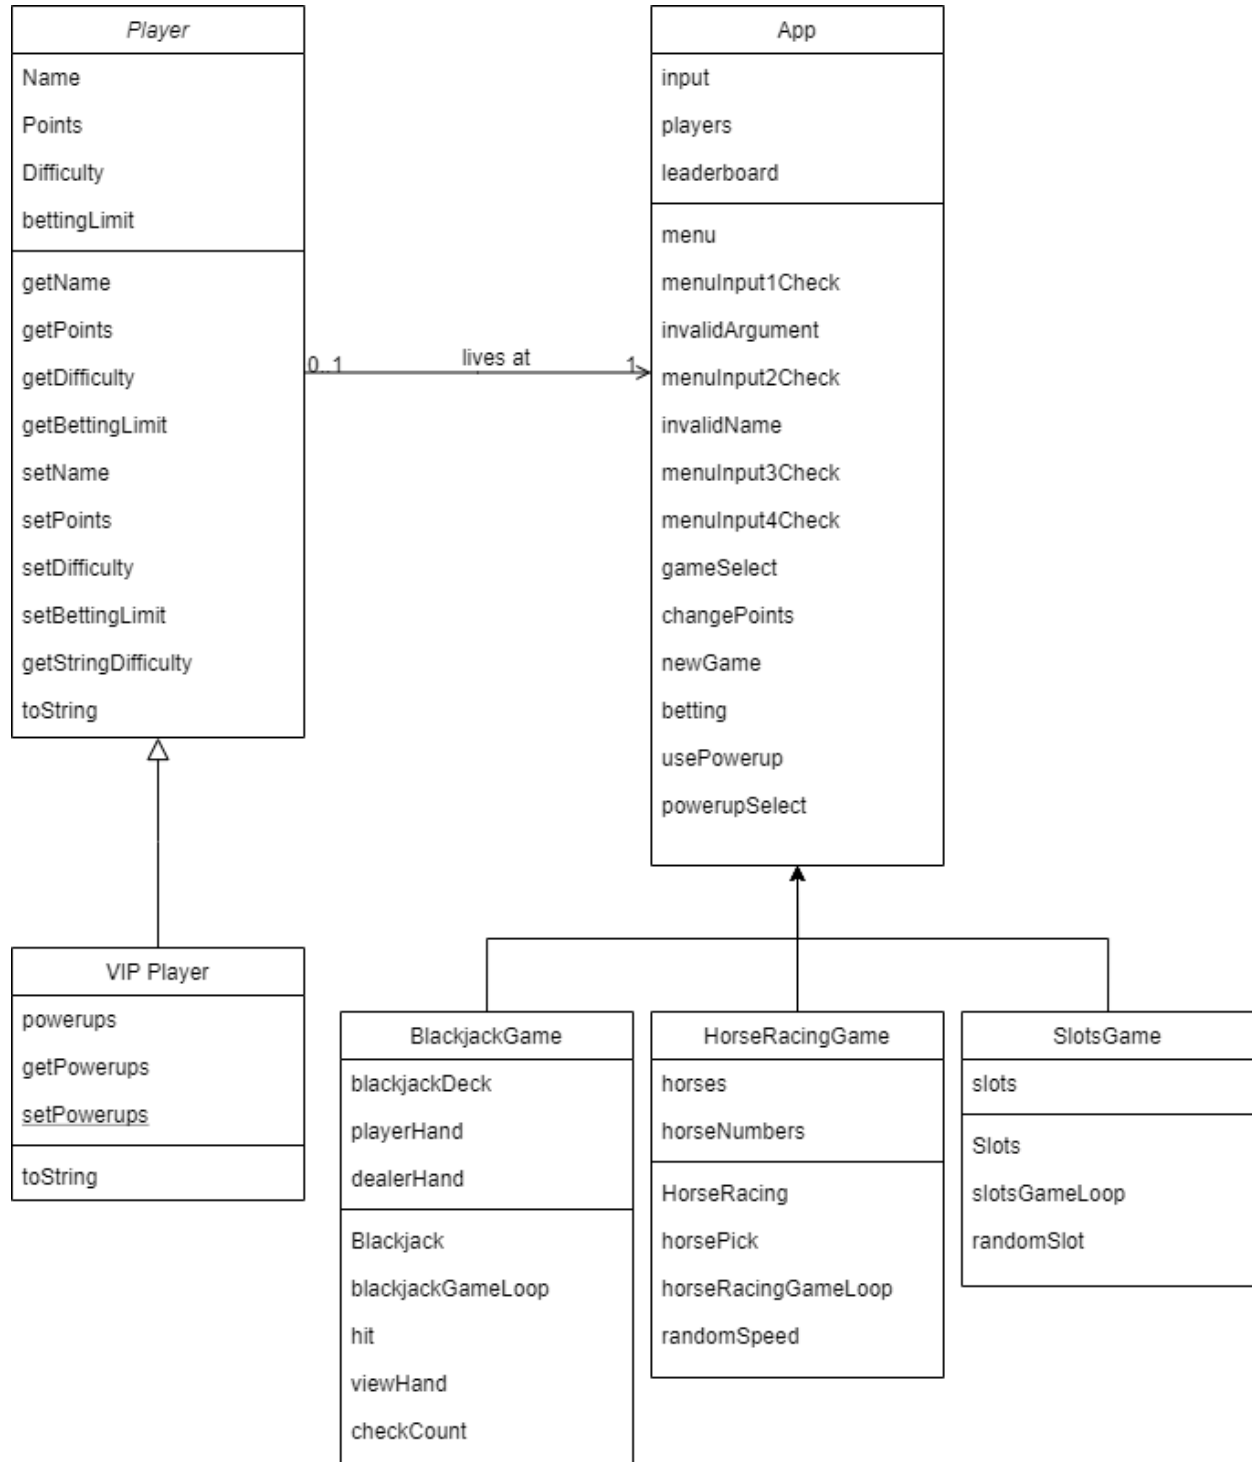 Player
Name
Points
Difficulty
bettingLimit
getName
getPoints
getDifficulty
getBettingLimit
setName
setPoints
setDifficulty
setBettingLimit
getStringDifficulty
toString
0..1
lives at
1
App
input
players
leaderboard
menu
menuInput1Check
invalidArgument
menuInput2Check
invalidName
menuInput3Check
menuInput4Check
gameSelect
changePoints
newGame
betting
usePowerup
powerupSelect
VIP Player
powerups
getPowerups
setPowerups
toString
BlackjackGame
blackjackDeck
playerHand
dealerHand
Blackjack
blackjackGameLoop
hit
viewHand
checkCount
HorseRacingGame
horses
horseNumbers
HorseRacing
horsePick
horseRacingGameLoop
randomSpeed
SlotsGame
slots
Slots
slotsGameLoop
randomSlot